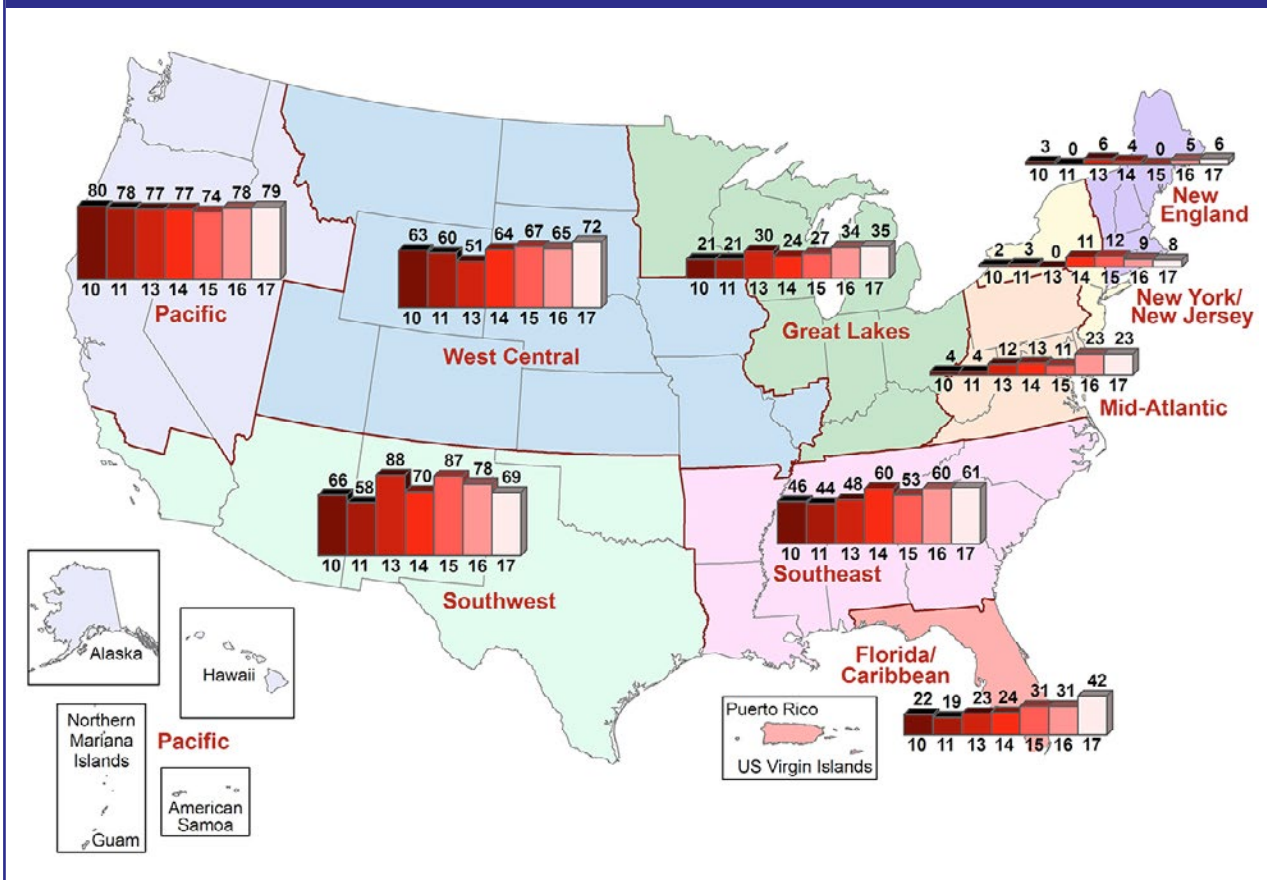 80 78 77 77 74 78 79
10 11 13 14 15 16 17
Pacific
63 60 51 64 67 65 72
10 11 13 14 15 16 17
West Central
21 21 30 24 27 34 35
10 11 13 14 15 16 17
Great Lakes
3 0 6 4 0 5 6
10 11 13 14 15 16 17
New
England
2 3 0 11 12 9 8
10 11 13 14 15 16 17
New York/
New Jersey
4 4 12 13 11 23 23
10 11 13 14 15 16 17
Mid-Atlantic
66 58 88 70 87 78 69
10 11 13 14 15 16 17
Southwest
46 44 48 60 53 60 61
10 11 13 14 15 16 17
Southeast
Florida/
Caribbean
22 19 23 24 31 31 42
10 11 13 14 15 16 17
Alaska
Hawaii
Northern
Mariana
Islands
Guam
Pacific
American
Samoa
Puerto Rico
US Virgin Islands